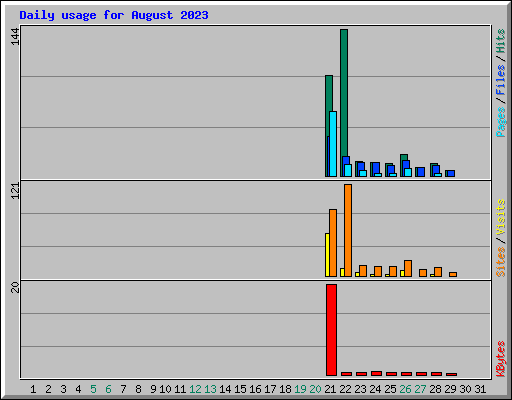 Daily usage for August 2023
144
Pages / Files / Hits
121
Sites / Visits
20
KBytes
1 2 3 4 5 6 7 8 9 10 11 12 13 14 15 16 17 18 19 20 21 22 23 24 25 26 27 28 29 30 31